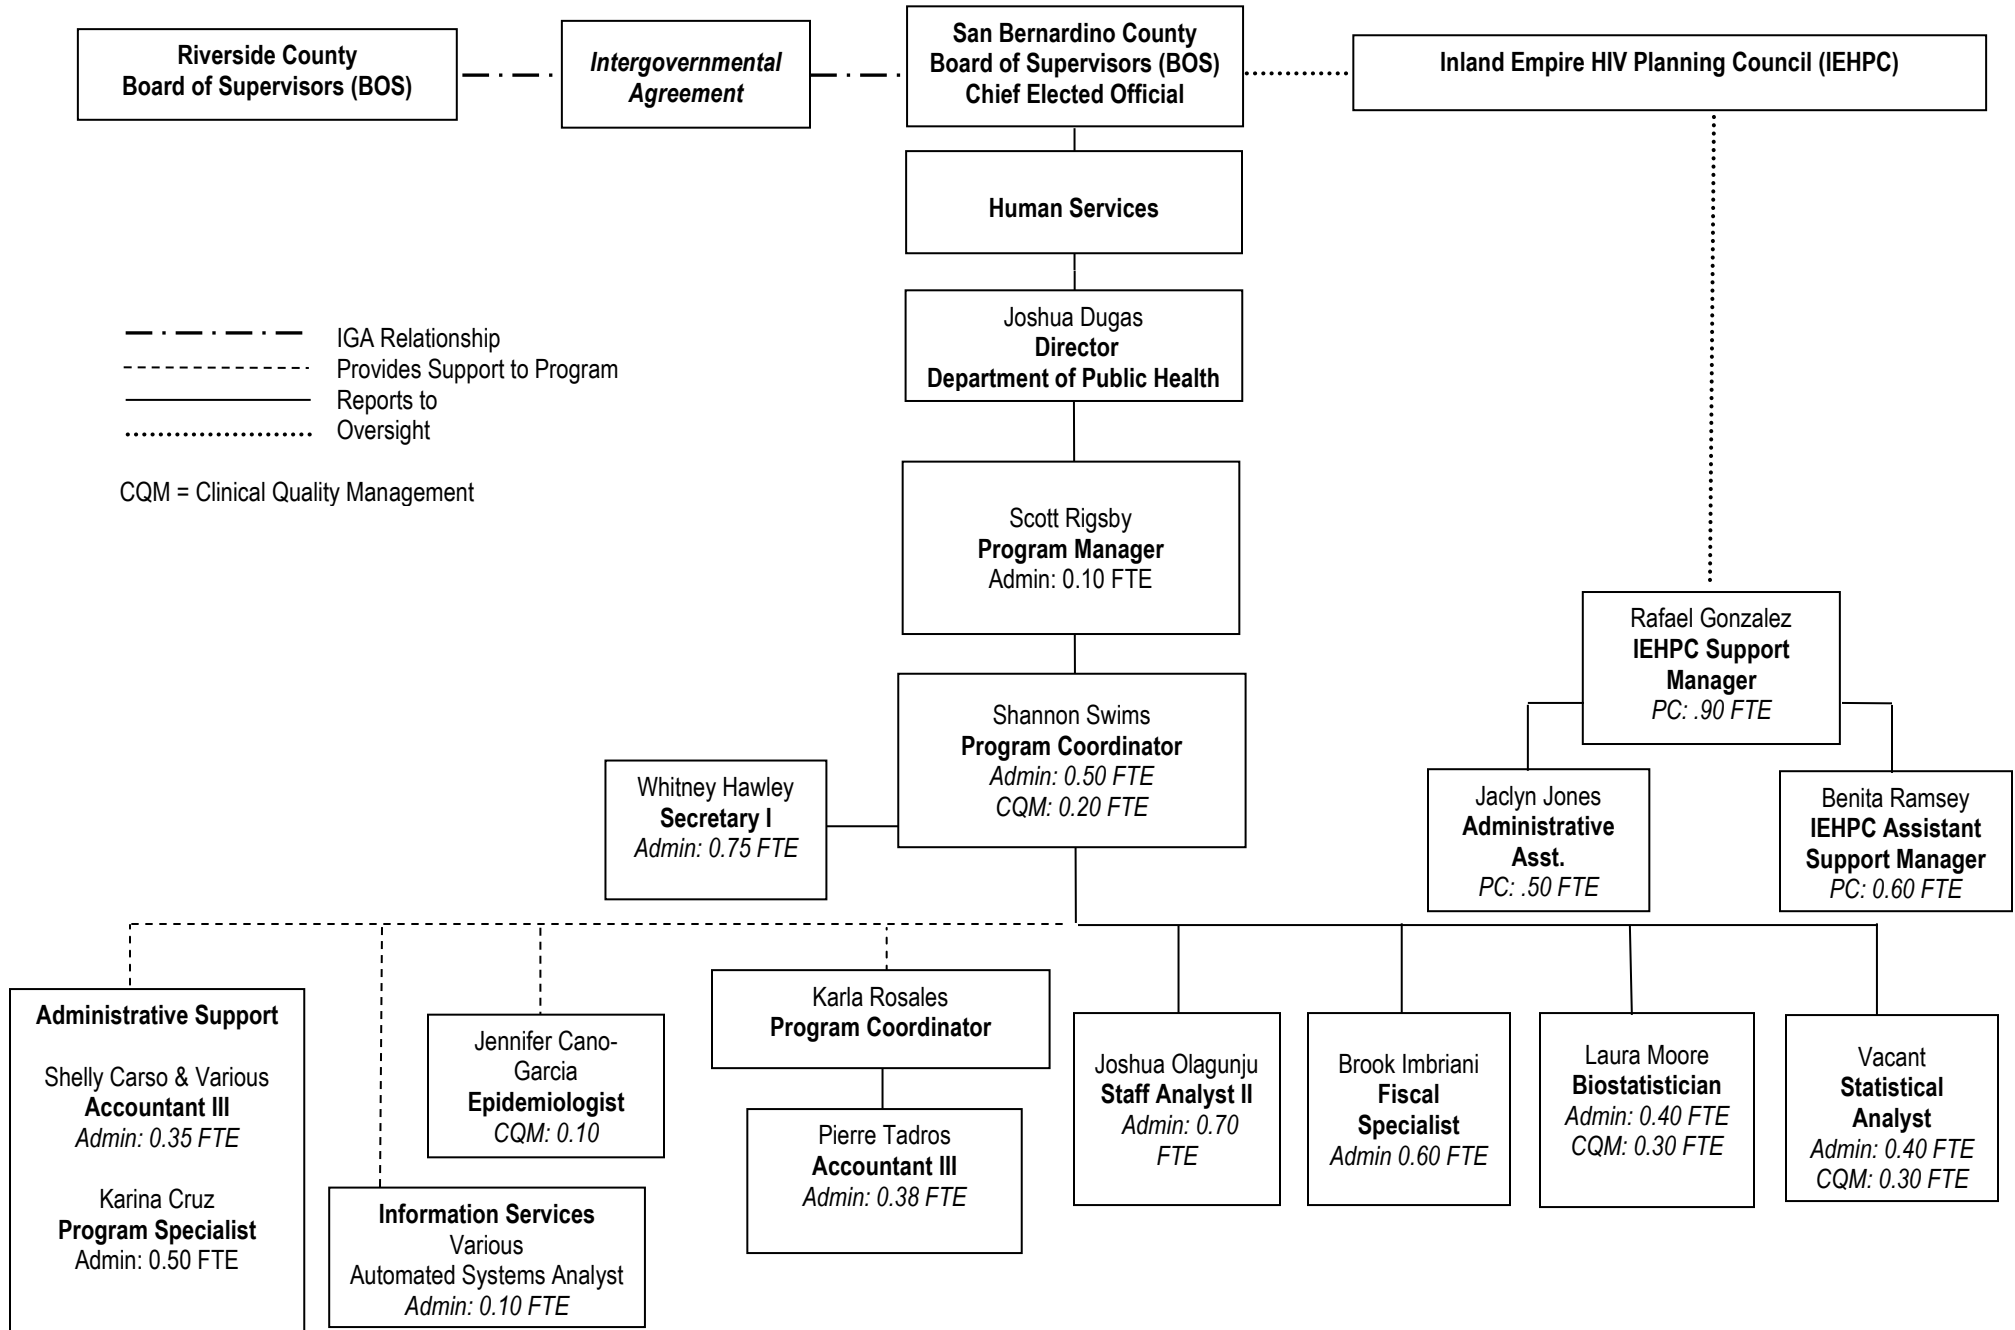 Riverside County
Board of Supervisors (BOS)
Intergovernmental
Agreement
San Bernardino County
Board of Supervisors (BOS)
Chief Elected Official
Inland Empire HIV Planning Council (IEHPC)
Human Services
Joshua Dugas
Director
Department of Public Health
IGA Relationship
Provides Support to Program
Reports to
Oversight
CQM = Clinical Quality Management
Scott Rigsby
Program Manager
Admin: 0.10 FTE
Rafael Gonzalez
IEHPC Support
Manager
PC: .90 FTE
Shannon Swims
Program Coordinator
Admin: 0.50 FTE
CQM: 0.20 FTE
Whitney Hawley
Secretary I
Admin: 0.75 FTE
Jaclyn Jones
Administrative
Asst.
PC: .50 FTE
Benita Ramsey
IEHPC Assistant
Support Manager
PC: 0.60 FTE
Administrative Support
Shelly Carso & Various
Accountant III
Admin: 0.35 FTE
Karina Cruz
Program Specialist
Admin: 0.50 FTE
Information Services
Various
Automated Systems Analyst
Admin: 0.10 FTE
Jennifer Cano-
Garcia
Epidemiologist
CQM: 0.10
Karla Rosales
Program Coordinator
Pierre Tadros
Accountant III
Admin: 0.38 FTE
Joshua Olagunju
Staff Analyst II
Admin: 0.70
FTE
Brook Imbriani
Fiscal
Specialist
Admin 0.60 FTE
Laura Moore
Biostatistician
Admin: 0.40 FTE
CQM: 0.30 FTE
Vacant
Statistical
Analyst
Admin: 0.40 FTE
CQM: 0.30 FTE